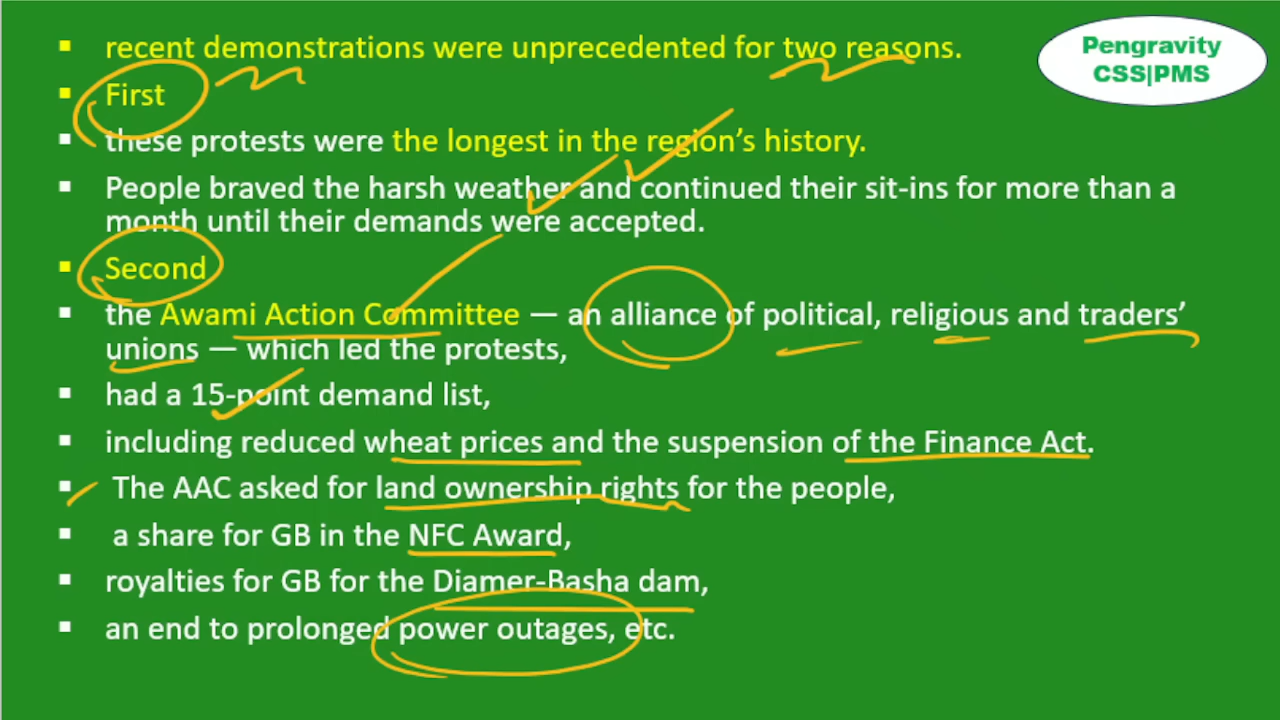 recent demonstrations were unprecedented for two reasons.
Pengravity
CSS|PMS
First
these protests were the longest in the region's history.
People braved the harsh weather and continued their sit-ins for more than a
month until their demands were accepted.
Second
the Awami Action Committee — an alliance of political, religious and traders'
unions — which led the protests,
had a 15-point demand list,
including reduced wheat prices and the suspension of the Finance Act.
The AAC asked for land ownership rights for the people,
a share for GB in the NFC Award,
royalties for GB for the Diamer-Basha dam,
an end to prolonged power outages, etc.